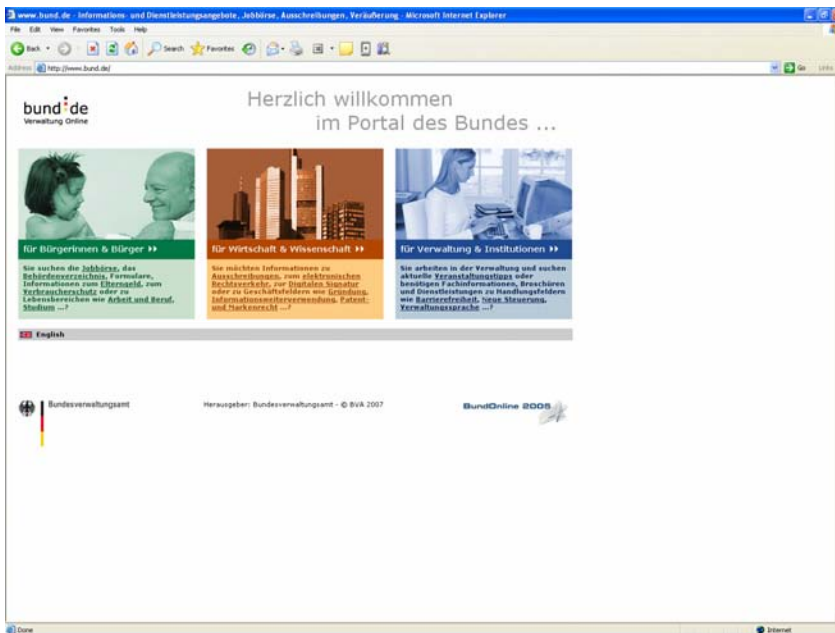 www.bund.de - Informations- und Dienstleistungsangebote, Jobbörse, Ausschreibungen, Veräußerung - Microsoft Internet Explorer
File Edit View Favorites Tools Help
Back Search Favorites
Address http://www.bund.de/ Go Links
bund.de
Verwaltung Online
Herzlich willkommen
im Portal des Bundes ...
für Bürgerinnen & Bürger
Sie suchen die Jobbörse, das
Behördenverzeichnis, Formulare,
Informationen zum Elterngeld, zum
Verbraucherschutz oder zu
Lebensbereichen wie Arbeit und Beruf,
Studium ...?
für Wirtschaft & Wissenschaft
Sie möchten Informationen zu
Ausschreibungen, zum elektronischen
Rechtsverkehr, zur Digitalen Signatur
oder zu Geschäftsfeldern wie Gründung,
Informationsweiterverwendung, Patent-
und Markenrecht ...?
für Verwaltung & Institutionen
Sie arbeiten in der Verwaltung und suchen
aktuelle Veranstaltungstipps oder
benötigen Fachinformationen, Broschüren
und Dienstleistungen zu Handlungsfeldern
wie Barrierefreiheit, Neue Steuerung,
Verwaltungssprache ...?
English
Bundesverwaltungsamt
Herausgeber: Bundesverwaltungsamt - © BVA 2007
BundOnline 2005
Done Internet